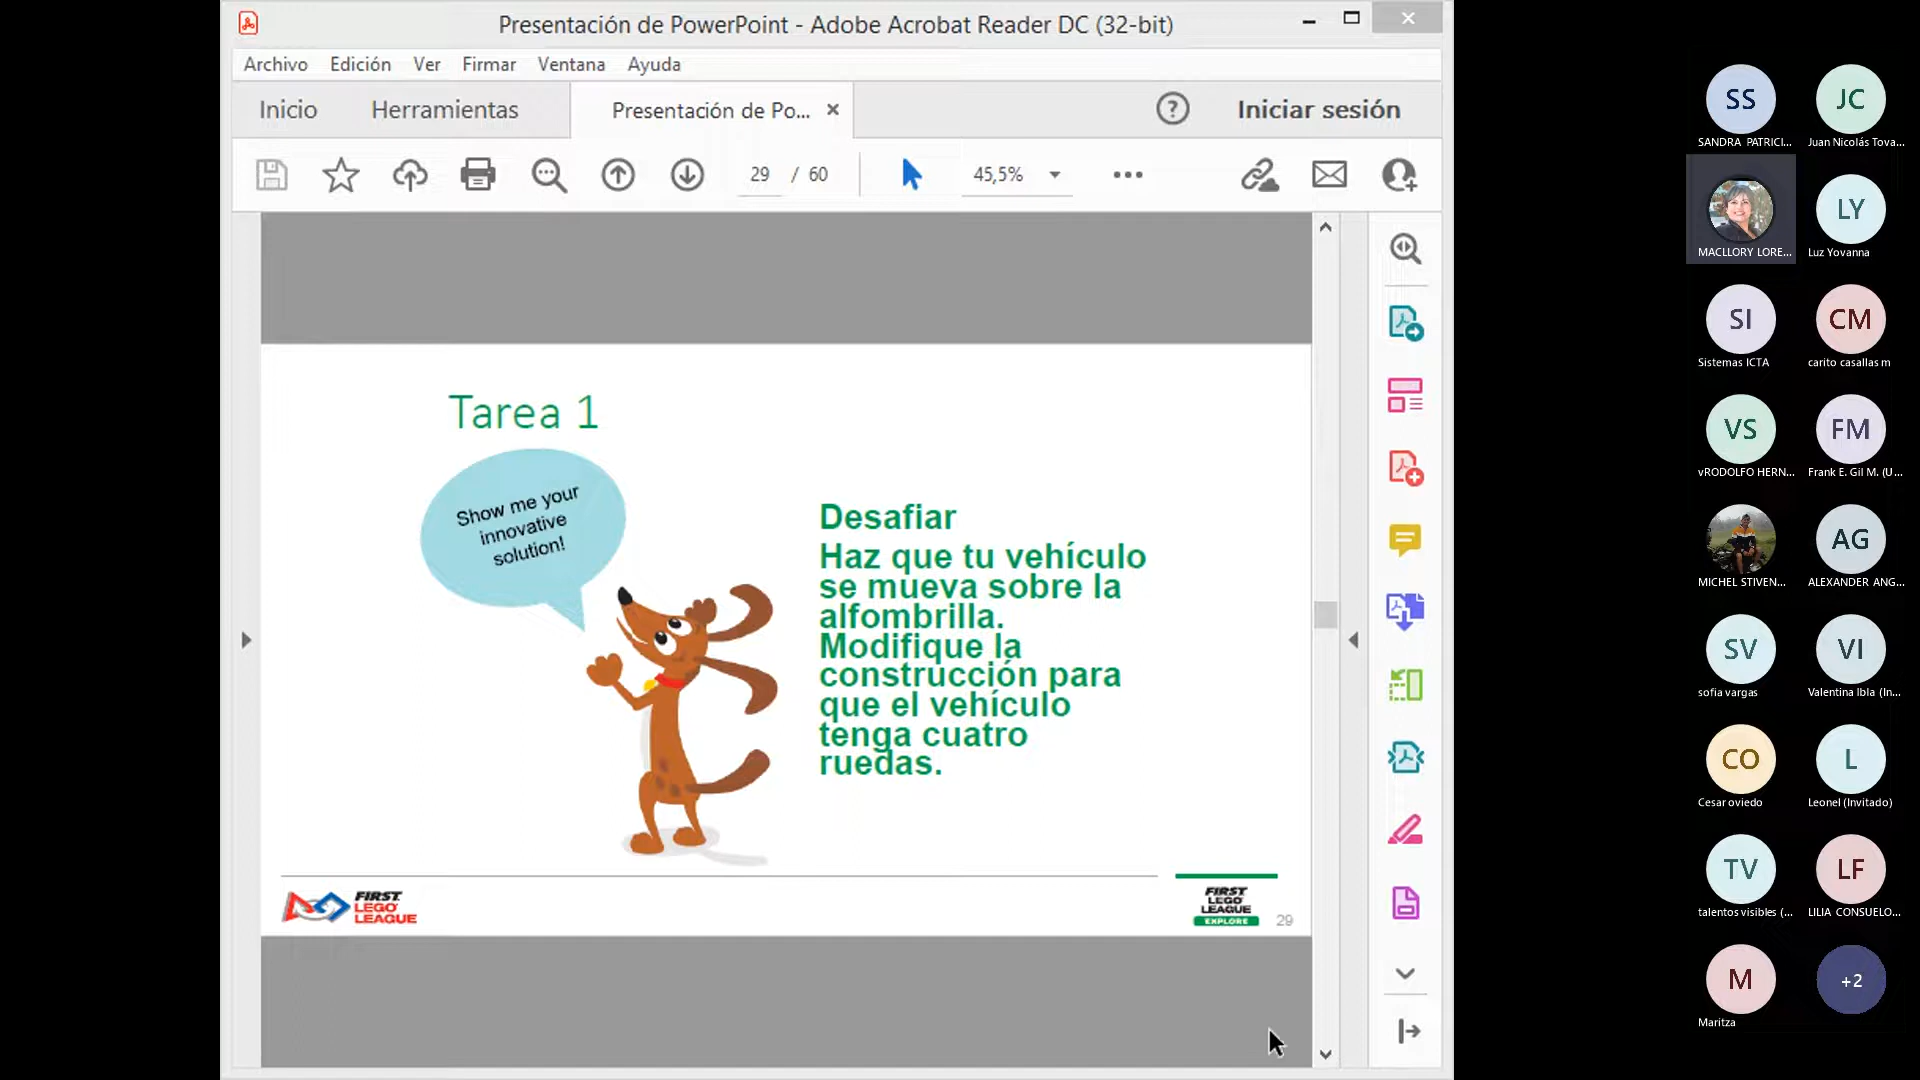 Presentación de PowerPoint - Adobe Acrobat Reader DC (32-bit)
Archivo Edición Ver Firmar Ventana Ayuda
Inicio Herramientas Presentación de Po... Iniciar sesión
29 / 60 45,5%
Tarea 1
Show me your
innovative
solution!
Desafiar
Haz que tu vehículo
se mueva sobre la
alfombrilla.
Modifique la
construcción para
que el vehículo
tenga cuatro
ruedas.
FIRST
LEGO
LEAGUE
FIRST
LEGO
LEAGUE
EXPLORE
29
SS JC
SANDRA PATRICI... Juan Nicolás Tova...
LY
MACLLORY LORE... Luz Yovanna
SI CM
Sistemas ICTA carito casallas m
VS FM
vRODOLFO HERN... Frank E. Gil M. (U...
AG
MICHEL STIVEN... ALEXANDER ANG...
SV VI
sofia vargas Valentina Ibla (In...
CO L
Cesar oviedo Leonel (Invitado)
TV LF
talentos visibles (... LILIA CONSUELO...
M +2
Maritza